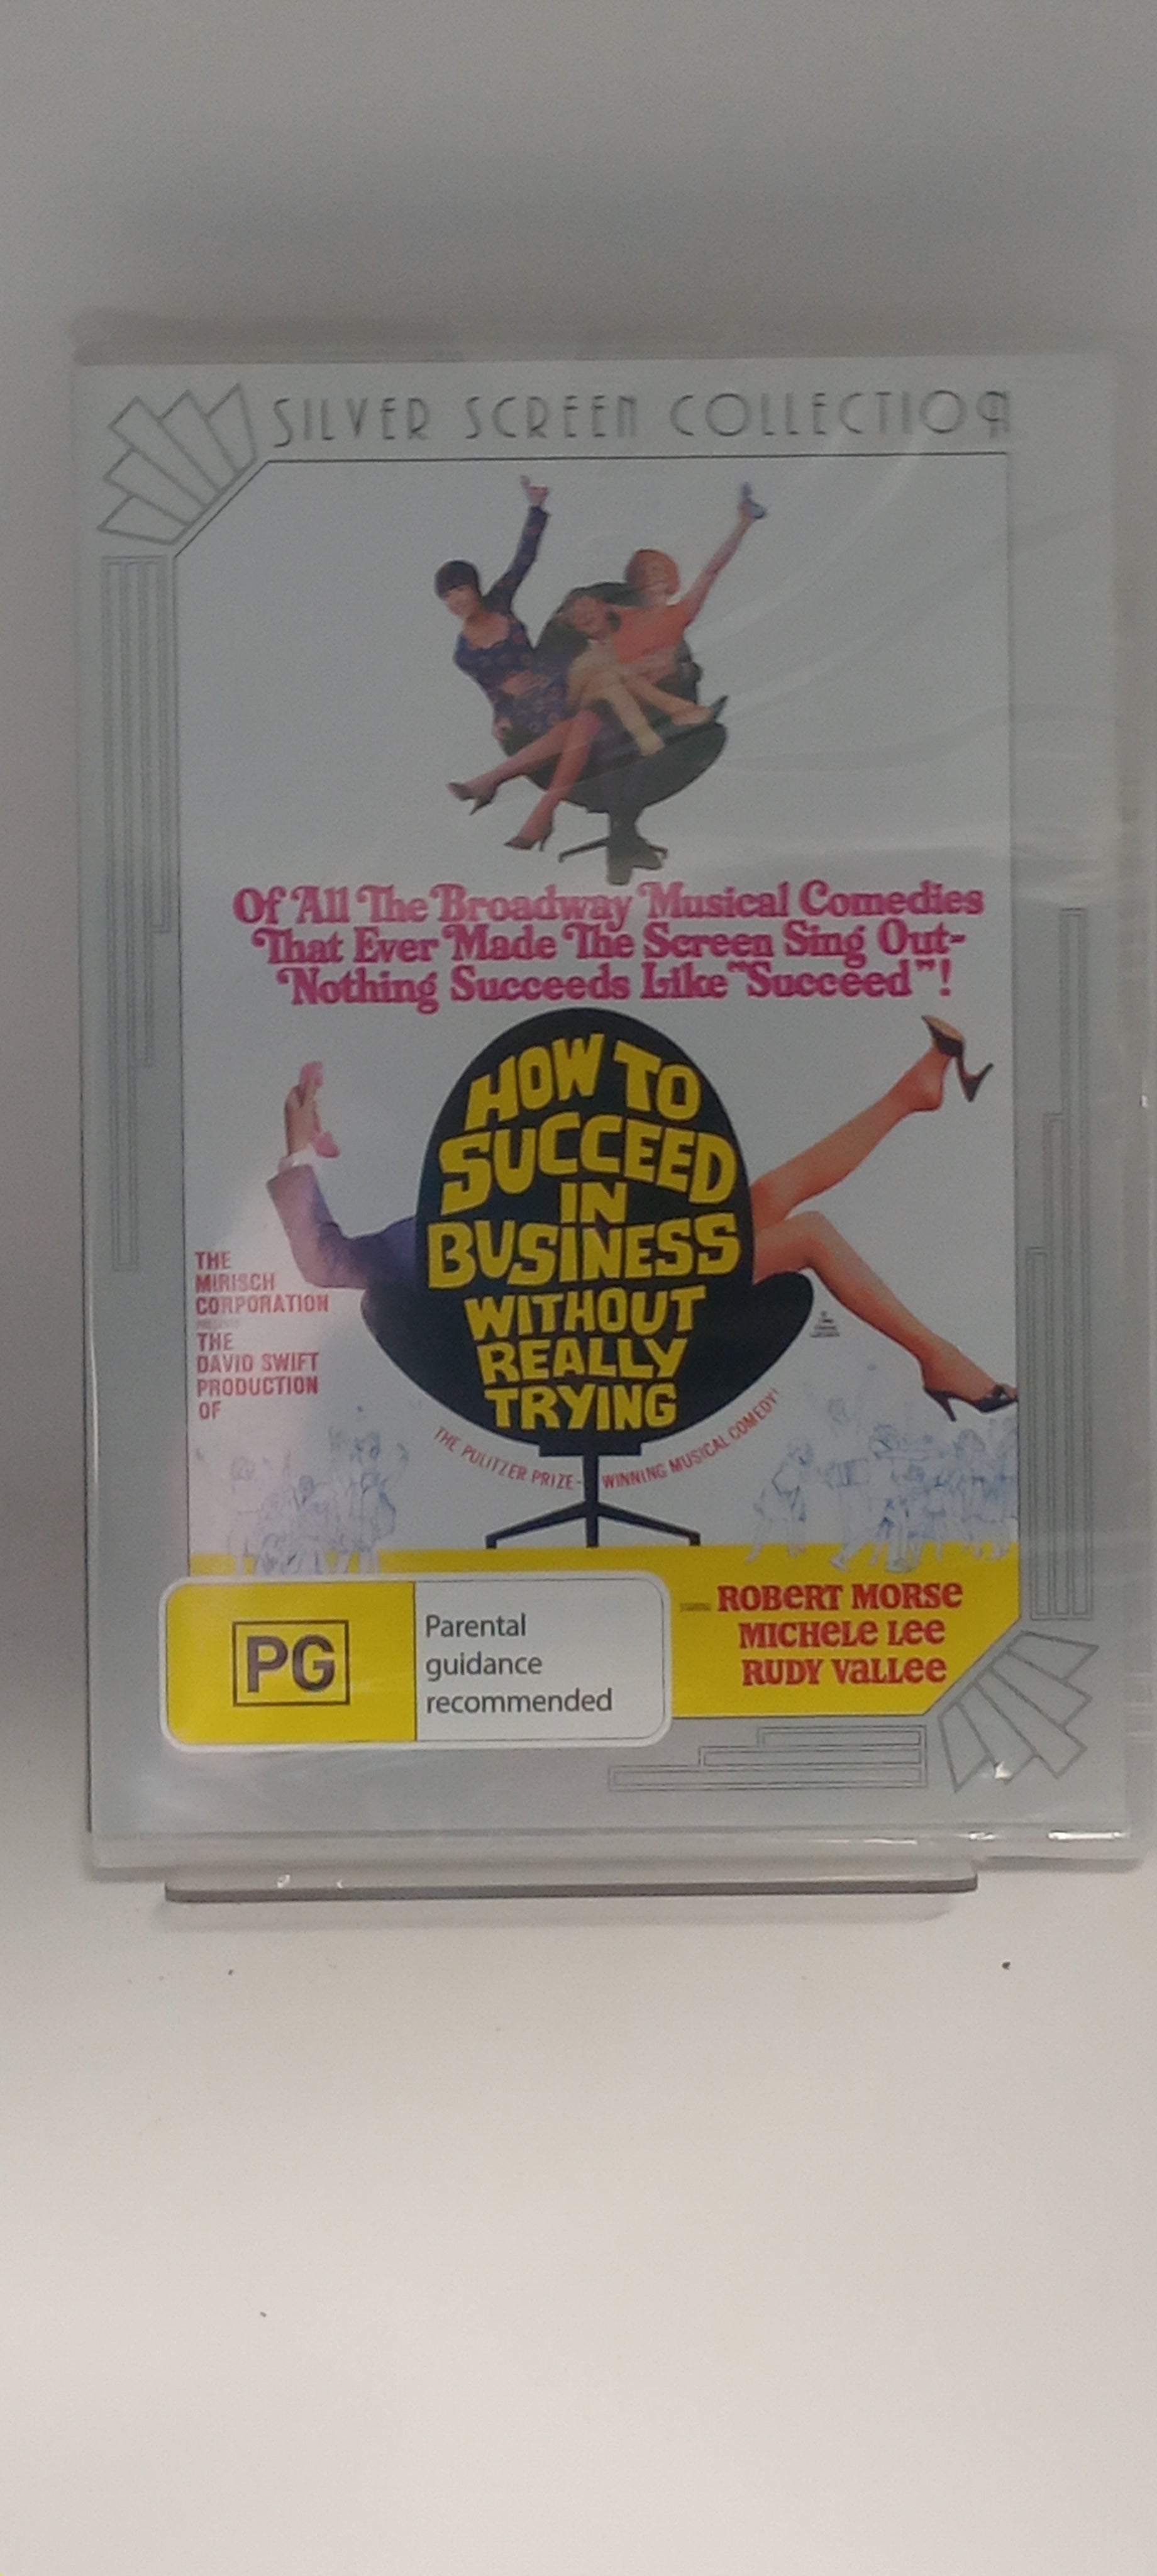 SILVER SCREEN COLLECTION
Of All The Broadway Musical Comedies
That Ever Made The Screen Sing Out-
Nothing Succeeds Like "Succeed"!
HOW TO
SUCCEED
IN
BUSINESS
WITHOUT
REALLY
TRYING
THE
MIRISCH
CORPORATION
THE
DAVID SWIFT
PRODUCTION
OF
THE PULITZER PRIZE-WINNING MUSICAL COMEDY!
PG
Parental
guidance
recommended
ROBERT MORSE
MICHELE LEE
RUDY VALLEE